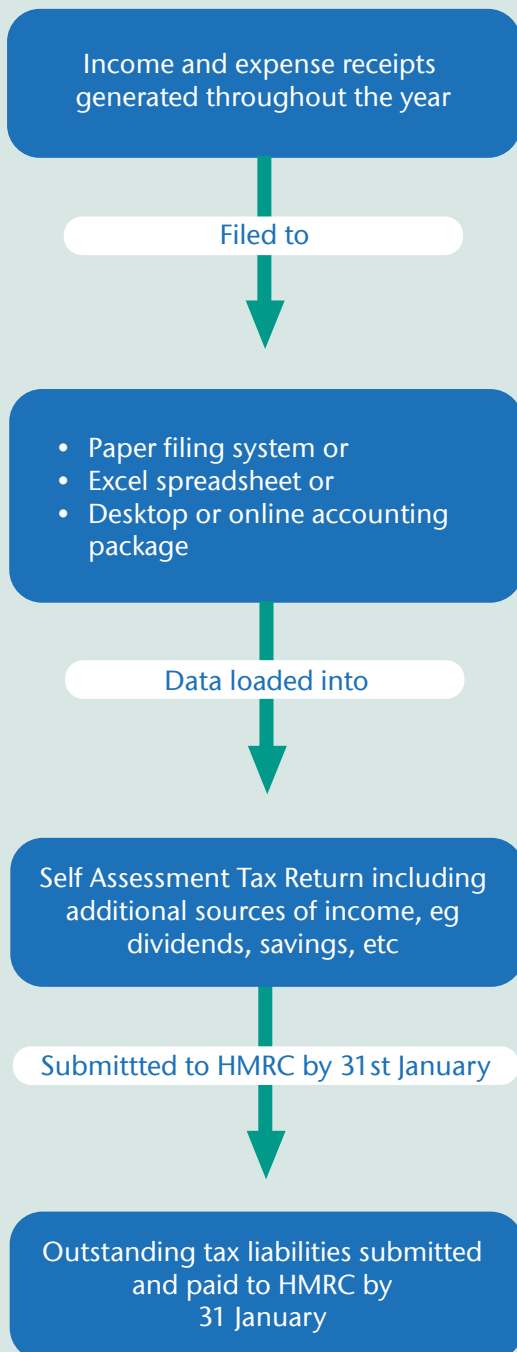 Income and expense receipts
generated throughout the year
Filed to
• Paper filing system or
• Excel spreadsheet or
• Desktop or online accounting
package
Data loaded into
Self Assessment Tax Return including
additional sources of income, eg
dividends, savings, etc
Submittted to HMRC by 31st January
Outstanding tax liabilities submitted
and paid to HMRC by
31 January